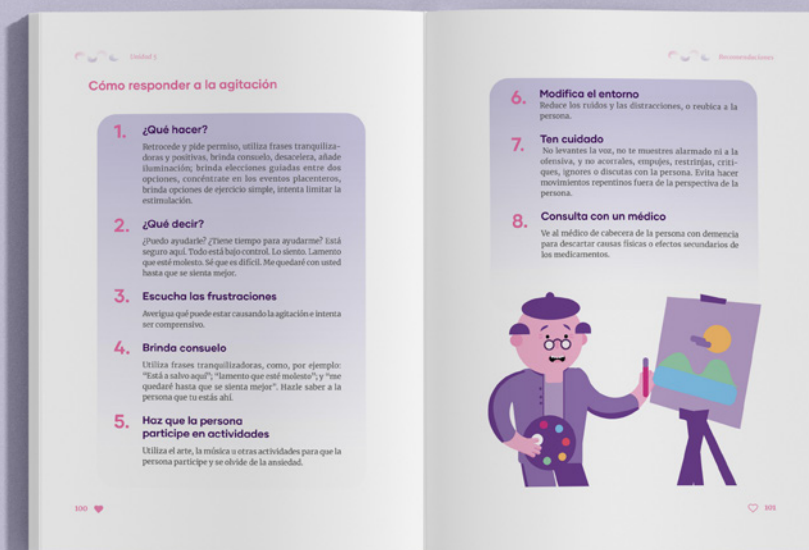 Unidad 5
Cómo responder a la agitación
1. ¿Qué hacer?
Retrocede y pide permiso, utiliza frases tranquiliza-
doras y positivas, brinda consuelo, desacelera, añade
iluminación; brinda elecciones guiadas entre dos
opciones, concéntrate en los eventos placenteros,
brinda opciones de ejercicio simple, intenta limitar la
estimulación.
2. ¿Qué decir?
¿Puedo ayudarle? ¿Tiene tiempo para ayudarme? Está
seguro aquí. Todo está bajo control. Lo siento. Lamento
que esté molesto. Sé que es difícil. Me quedaré con usted
hasta que se sienta mejor.
3. Escucha las frustraciones
Averigua qué puede estar causando la agitación e intenta
ser comprensivo.
4. Brinda consuelo
Utiliza frases tranquilizadoras, como, por ejemplo:
“Está a salvo aquí”; “lamento que esté molesto”; y “me
quedaré hasta que se sienta mejor”. Hazle saber a la
persona que tu estás ahí.
5. Haz que la persona
participe en actividades
Utiliza el arte, la música u otras actividades para que la
persona participe y se olvide de la ansiedad.
100
Recomendaciones
6. Modifica el entorno
Reduce los ruidos y las distracciones, o reubica a la
persona.
7. Ten cuidado
No levantes la voz, no te muestres alarmado ni a la
ofensiva, y no acorrales, empujes, restrinjas, criti-
ques, ignores o discutas con la persona. Evita hacer
movimientos repentinos fuera de la perspectiva de la
persona.
8. Consulta con un médico
Ve al médico de cabecera de la persona con demencia
para descartar causas físicas o efectos secundarios de
los medicamentos.
101